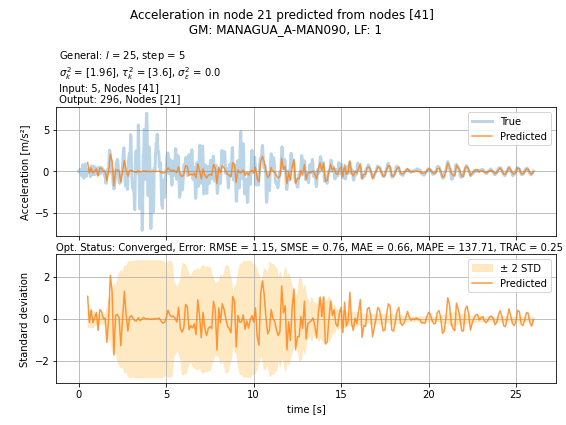 Acceleration in node 21 predicted from nodes [41]
GM: MANAGUA_A-MAN090, LF: 1
General: l = 25, step = 5
σ²ₖ = [1.96], τ²ₖ = [3.6], σ²ε = 0.0
Input: 5, Nodes [41]
Output: 296, Nodes [21]
Acceleration [m/s²]
5
0
−5
True
Predicted
Opt. Status: Converged, Error: RMSE = 1.15, SMSE = 0.76, MAE = 0.66, MAPE = 137.71, TRAC = 0.25
Standard deviation
2
0
−2
± 2 STD
Predicted
0 5 10 15 20 25
time [s]